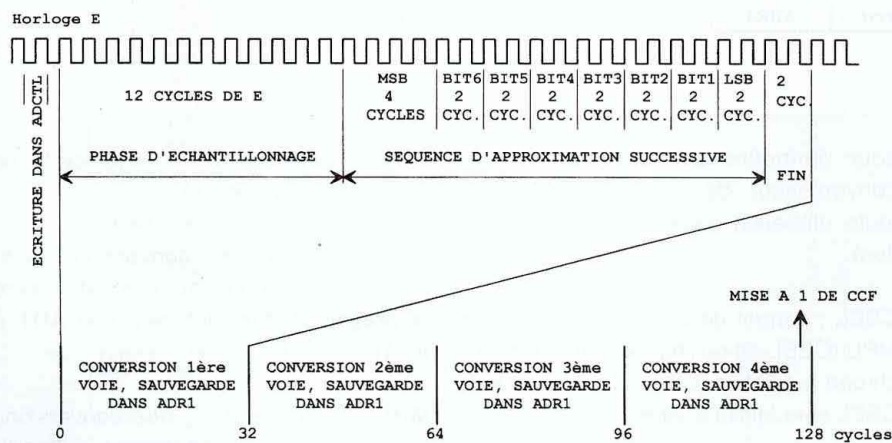 Horloge E
MSB BIT6 BIT5 BIT4 BIT3 BIT2 BIT1 LSB 2
12 CYCLES DE E 4 2 2 2 2 2 2 2 CYC.
CYCLES CYC. CYC. CYC. CYC. CYC. CYC. CYC.
PHASE D'ECHANTILLONNAGE SEQUENCE D'APPROXIMATION SUCCESSIVE
FIN
ECRITURE DANS ADCTL
MISE A 1 DE CCF
CONVERSION 1ère CONVERSION 2ème CONVERSION 3ème CONVERSION 4ème
VOIE, SAUVEGARDE VOIE, SAUVEGARDE VOIE, SAUVEGARDE VOIE, SAUVEGARDE
DANS ADR1 DANS ADR1 DANS ADR1 DANS ADR1
0 32 64 96 128 cycles